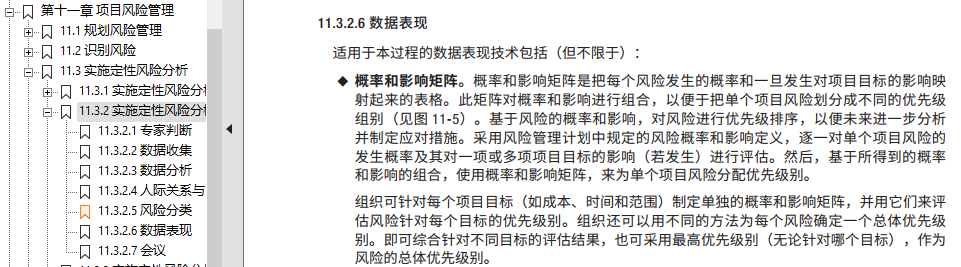 第十一章 项目风险管理
11.1 规划风险管理
11.2 识别风险
11.3 实施定性风险分析
11.3.1 实施定性风险分
11.3.2 实施定性风险分
11.3.2.1 专家判断
11.3.2.2 数据收集
11.3.2.3 数据分析
11.3.2.4 人际关系与
11.3.2.5 风险分类
11.3.2.6 数据表现
11.3.2.7 会议
11.3.2.6 数据表现
适用于本过程的数据表现技术包括（但不限于）：
◆ 概率和影响矩阵。概率和影响矩阵是把每个风险发生的概率和一旦发生对项目目标的影响映
射起来的表格。此矩阵对概率和影响进行组合，以便于把单个项目风险划分成不同的优先级
组别（见图 11-5）。基于风险的概率和影响，对风险进行优先级排序，以便未来进一步分析
并制定应对措施。采用风险管理计划中规定的风险概率和影响定义，逐一对单个项目风险的
发生概率及其对一项或多项项目目标的影响（若发生）进行评估。然后，基于所得到的概率
和影响的组合，使用概率和影响矩阵，来为单个项目风险分配优先级别。
组织可针对每个项目目标（如成本、时间和范围）制定单独的概率和影响矩阵，并用它们来评
估风险针对每个目标的优先级别。组织还可以用不同的方法为每个风险确定一个总体优先级
别。即可综合针对不同目标的评估结果，也可采用最高优先级别（无论针对哪个目标），作为
风险的总体优先级别。